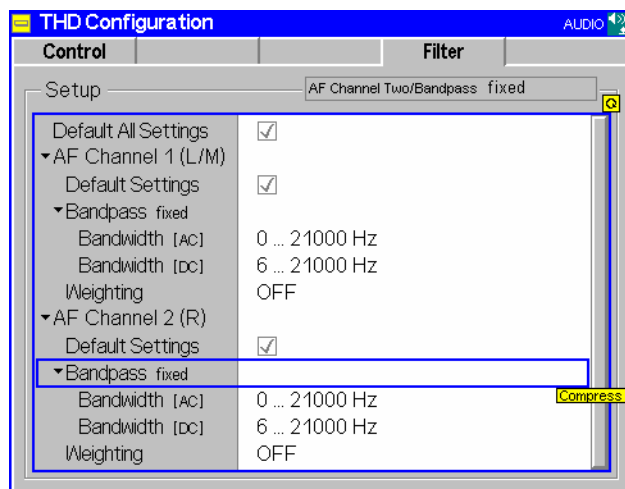 THD Configuration AUDIO
Control Filter
Setup AF Channel Two/Bandpass fixed
Default All Settings
AF Channel 1 (L/M)
Default Settings
Bandpass fixed
Bandwidth [AC] 0 ... 21000 Hz
Bandwidth [DC] 6 ... 21000 Hz
Weighting OFF
AF Channel 2 (R)
Default Settings
Bandpass fixed
Compress
Bandwidth [AC] 0 ... 21000 Hz
Bandwidth [DC] 6 ... 21000 Hz
Weighting OFF